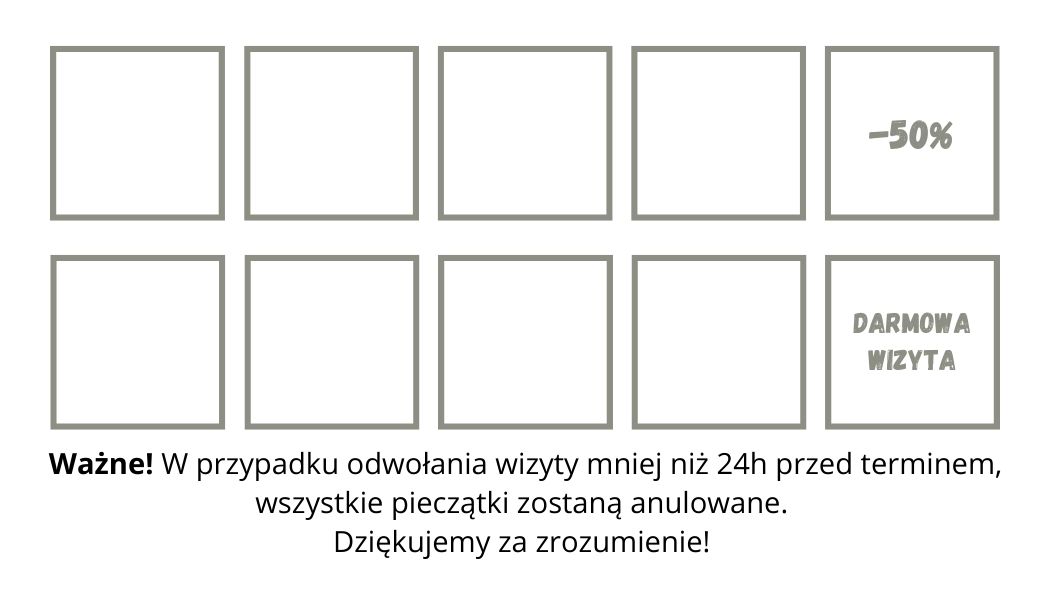 -50%
DARMOWA
WIZYTA
Ważne! W przypadku odwołania wizyty mniej niż 24h przed terminem,
wszystkie pieczątki zostaną anulowane.
Dziękujemy za zrozumienie!